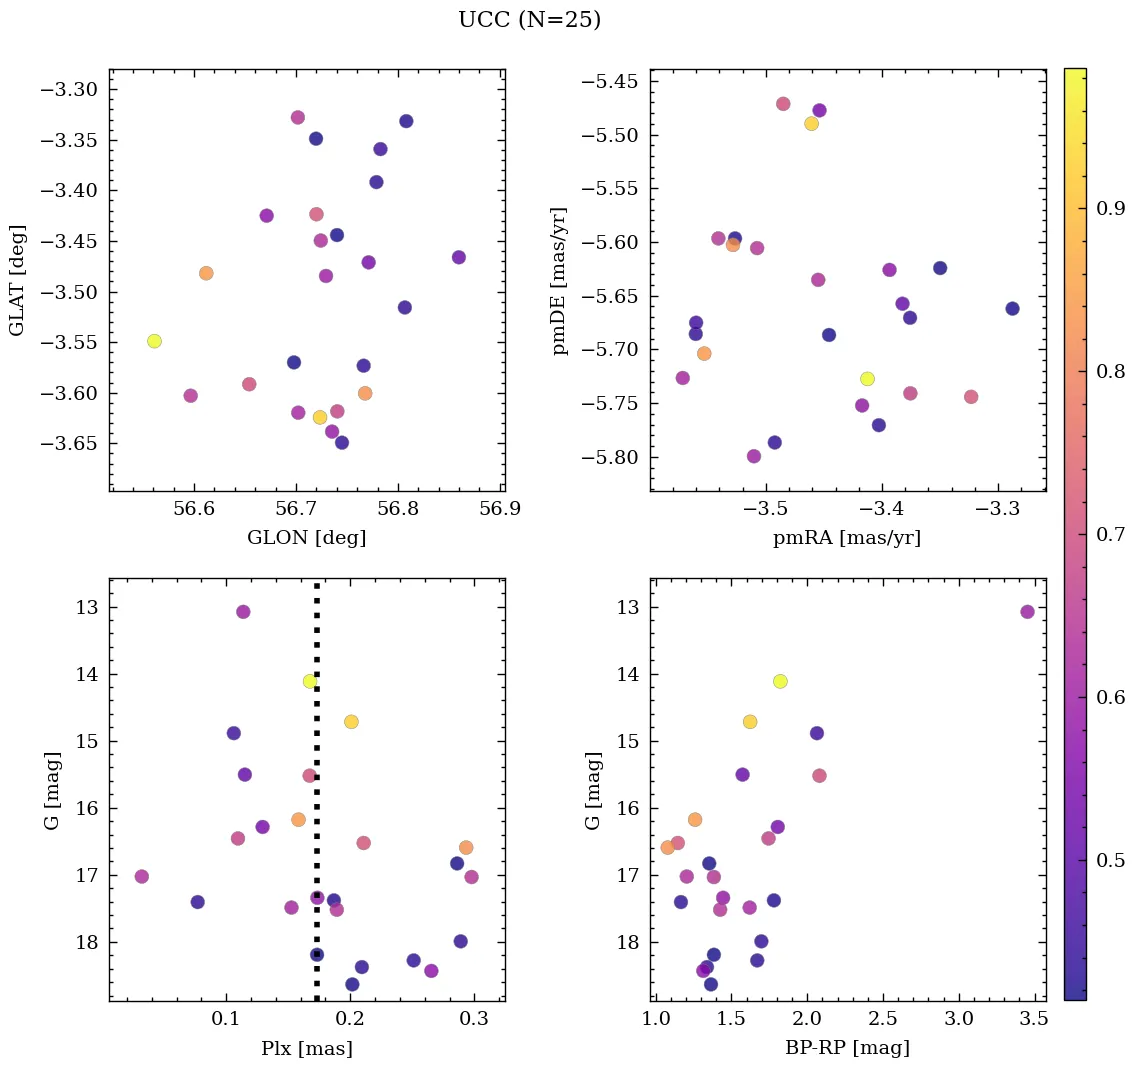 UCC (N=25)
−3.30
−3.35
−3.40
−3.45
−3.50
−3.55
−3.60
−3.65
GLAT [deg]
56.6 56.7 56.8 56.9
GLON [deg]
−5.45
−5.50
−5.55
−5.60
−5.65
−5.70
−5.75
−5.80
pmDE [mas/yr]
−3.5 −3.4 −3.3
pmRA [mas/yr]
0.9
0.8
0.7
0.6
0.5
13
14
15
16
17
18
G [mag]
0.1 0.2 0.3
Plx [mas]
13
14
15
16
17
18
G [mag]
1.0 1.5 2.0 2.5 3.0 3.5
BP-RP [mag]